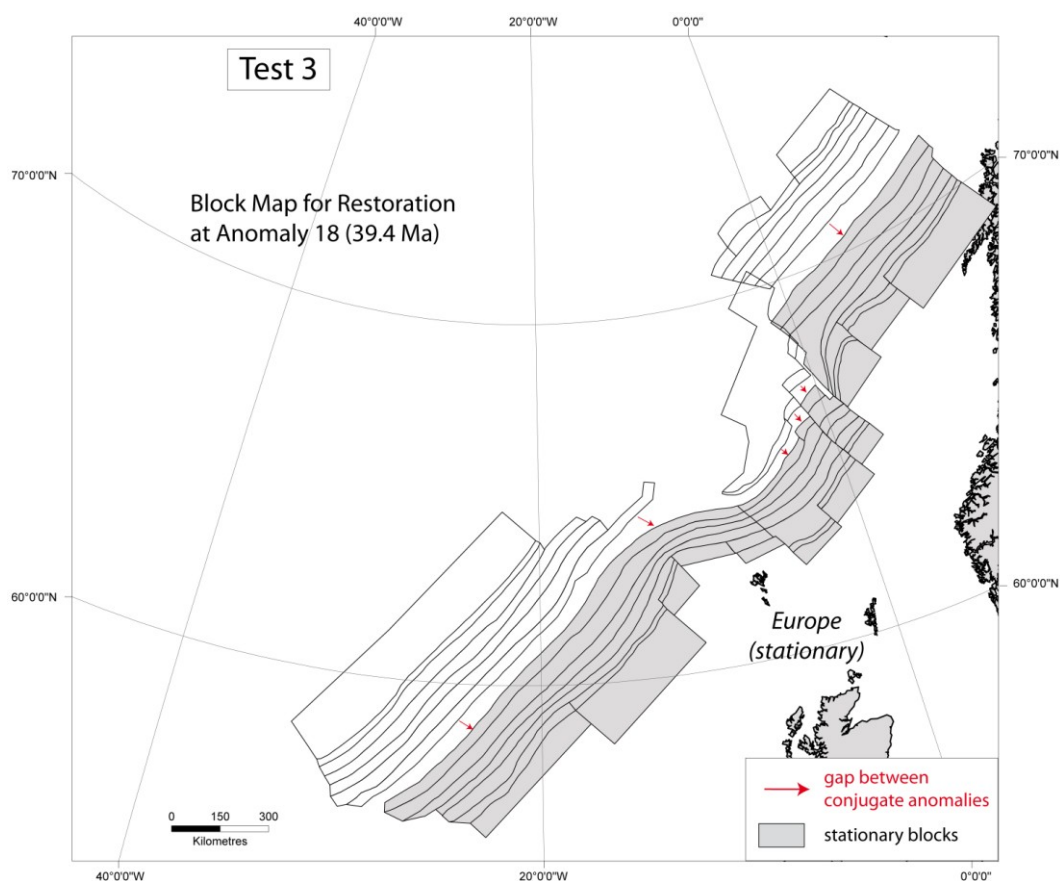 40°0'0"W
20°0'0"W
0°0'0"
Test 3
70°0'0"N
70°0'0"N
Block Map for Restoration
at Anomaly 18 (39.4 Ma)
60°0'0"N
60°0'0"N
Europe
(stationary)
gap between
conjugate anomalies
stationary blocks
0 150 300
Kilometres
40°0'0"W
20°0'0"W
0°0'0"